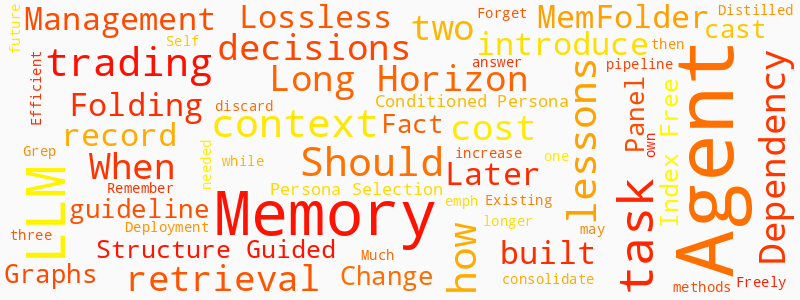 future
Management
Lossless
two
Forget
MemFolder
Distilled
cast
Self
decisions
introduce
then
trading
answer
pipeline
Efficient
Long Horizon
Folding
discard
Conditioned Persona
lessons
Panel
own
Index Free
Agent
Dependency
record
context
Fact
cost
Grep
When
needed
while
Should
increase
one
Later
LLM
Remember
Persona Selection
emph
Existing
guideline
Memory
longer
task
three
Deployment
may
Structure Guided
Much
how
built
Graphs
retrieval
Change
consolidate
methods
Freely